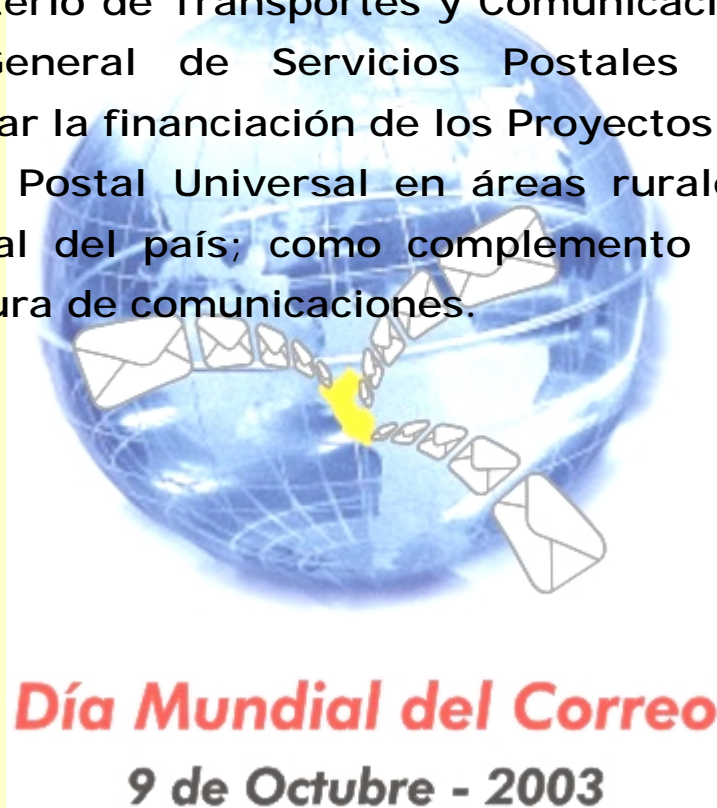 terio de Transportes y Comunicaci
General de Servicios Postales
ar la financiación de los Proyectos
Postal Universal en áreas rural
al del país; como complemento
ura de comunicaciones.
Día Mundial del Correo
9 de Octubre - 2003